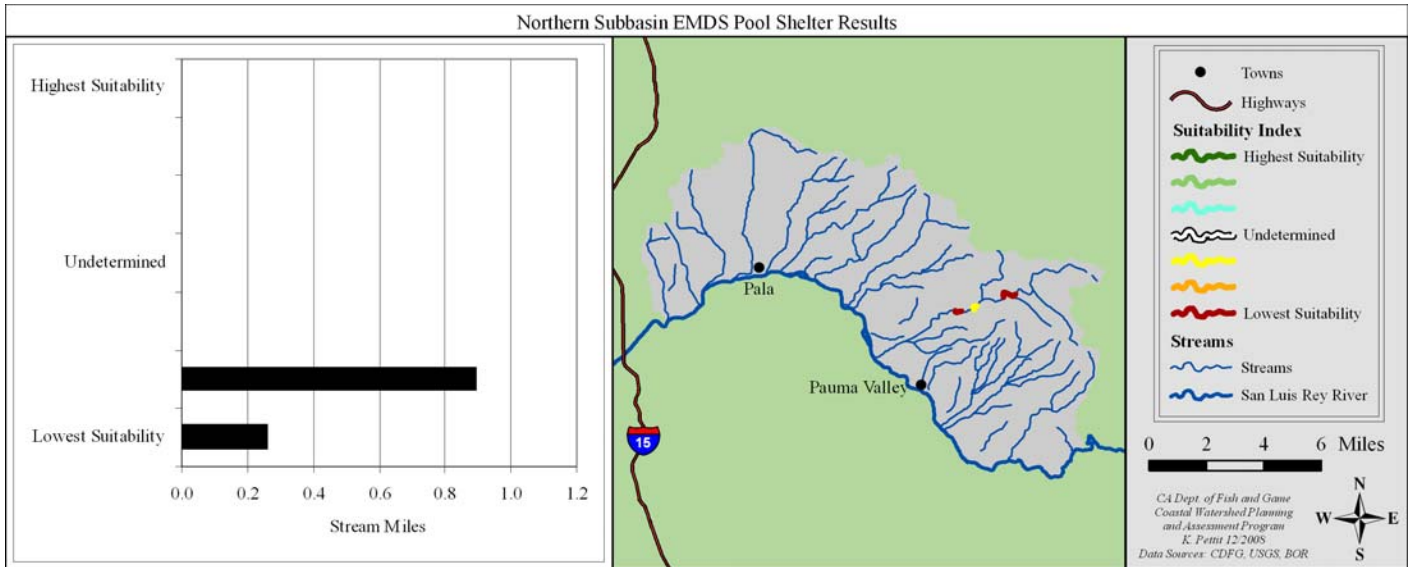 Northern Subbasin EMDS Pool Shelter Results
Highest Suitability
Undetermined
Lowest Suitability
0.0 0.2 0.4 0.6 0.8 1.0 1.2
Stream Miles
Pala
Pauma Valley
15
Towns
Highways
Suitability Index
Highest Suitability
Undetermined
Lowest Suitability
Streams
Streams
San Luis Rey River
0 2 4 6 Miles
CA Dept. of Fish and Game
Coastal Watershed Planning
and Assessment Program
K. Pettit 12/2008
Data Sources: CDFG, USGS, BOR
N
W E
S